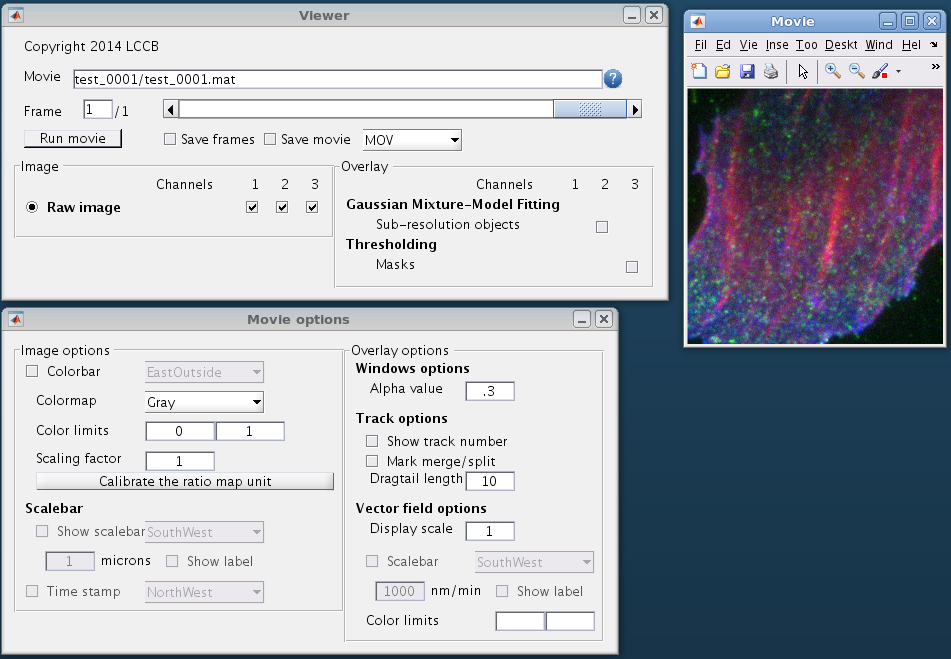 Viewer
Copyright 2014 LCCB
Movie test_0001/test_0001.mat ?
Frame 1 / 1
Run movie Save frames Save movie MOV
Image
Channels 1 2 3
Raw image
Overlay
Channels 1 2 3
Gaussian Mixture-Model Fitting
Sub-resolution objects
Thresholding
Masks
Movie
Fil Ed Vie Inse Too Deskt Wind Hel
Movie options
Image options
Colorbar EastOutside
Colormap Gray
Color limits 0 1
Scaling factor 1
Calibrate the ratio map unit
Scalebar
Show scalebar SouthWest
1 microns Show label
Time stamp NorthWest
Overlay options
Windows options
Alpha value .3
Track options
Show track number
Mark merge/split
Dragtail length 10
Vector field options
Display scale 1
Scalebar SouthWest
1000 nm/min Show label
Color limits